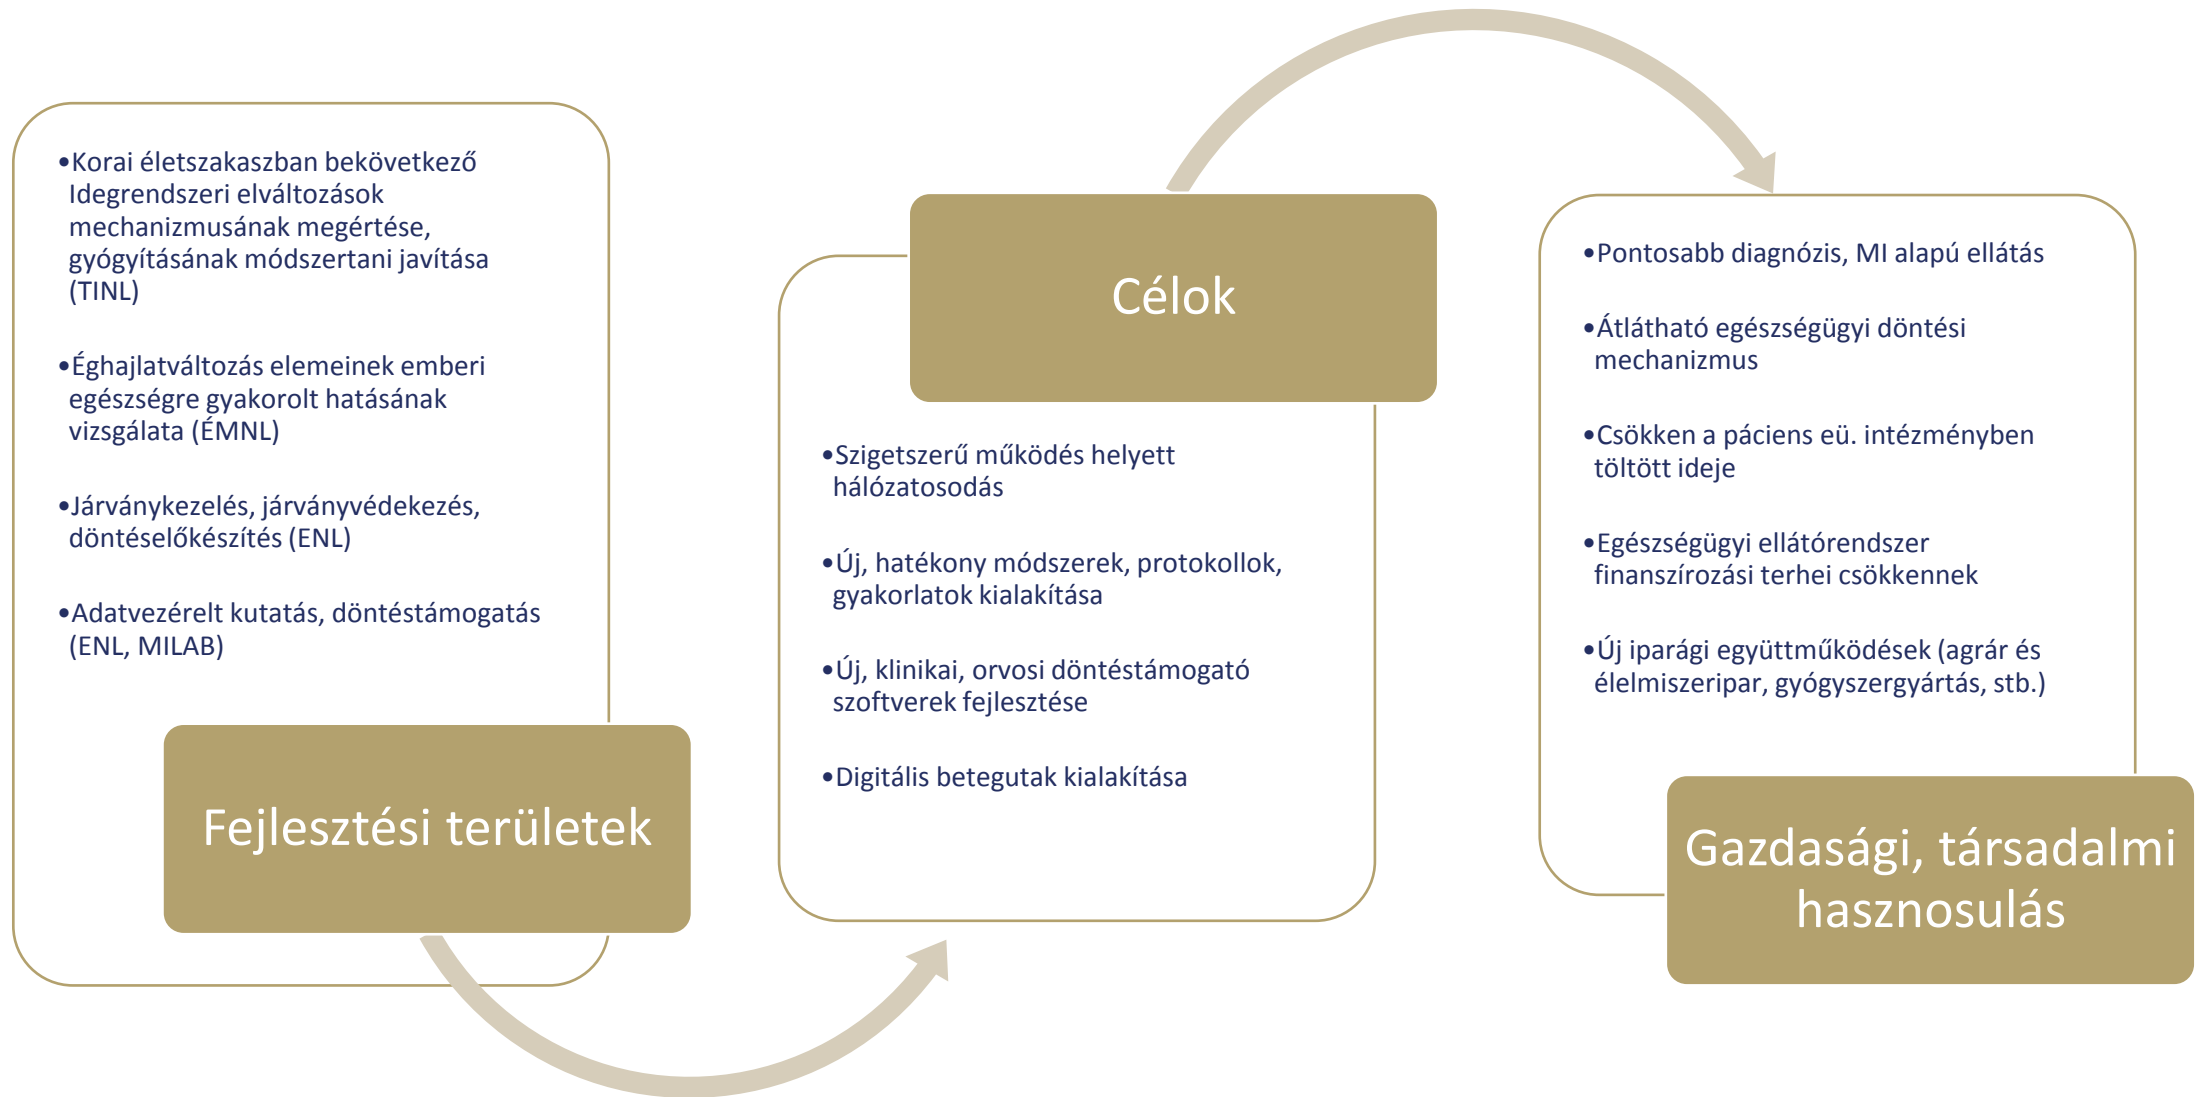 •Korai életszakaszban bekövetkező
Idegrendszeri elváltozások
mechanizmusának megértése,
gyógyításának módszertani javítása
(TINL)
•Éghajlatváltozás elemeinek emberi
egészségre gyakorolt hatásának
vizsgálata (ÉMNL)
•Járványkezelés, járványvédekezés,
döntéselőkészítés (ENL)
•Adatvezérelt kutatás, döntéstámogatás
(ENL, MILAB)
Fejlesztési területek
Célok
•Szigetszerű működés helyett
hálózatosodás
•Új, hatékony módszerek, protokollok,
gyakorlatok kialakítása
•Új, klinikai, orvosi döntéstámogató
szoftverek fejlesztése
•Digitális betegutak kialakítása
•Pontosabb diagnózis, MI alapú ellátás
•Átlátható egészségügyi döntési
mechanizmus
•Csökken a páciens eü. intézményben
töltött ideje
•Egészségügyi ellátórendszer
finanszírozási terhei csökkennek
•Új iparági együttműködések (agrár és
élelmiszeripar, gyógyszergyártás, stb.)
Gazdasági, társadalmi
hasznosulás